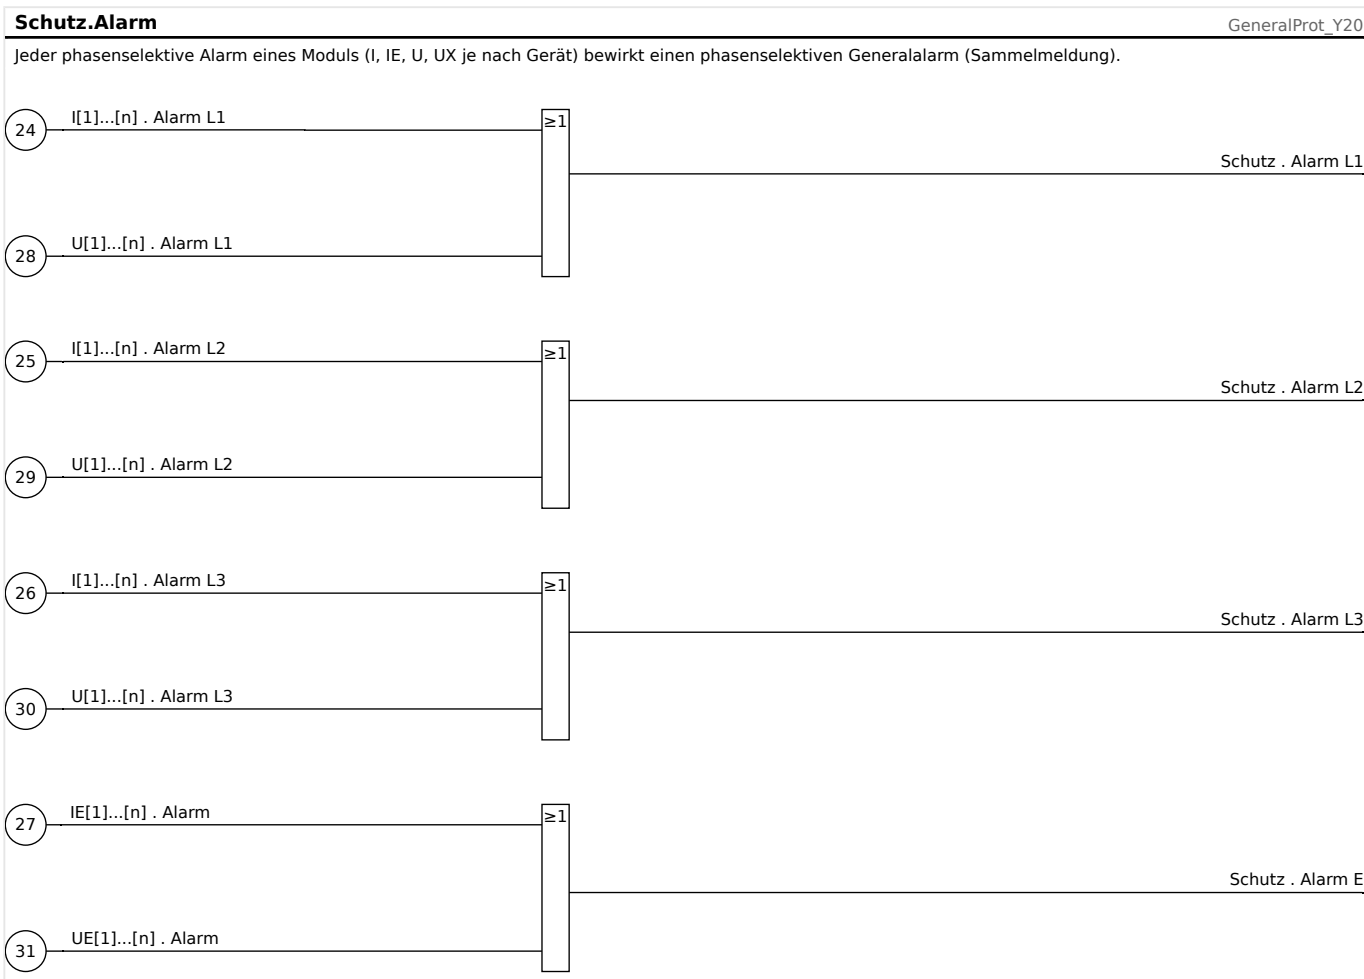 Schutz.Alarm
GeneralProt_Y20
Jeder phasenselektive Alarm eines Moduls (I, IE, U, UX je nach Gerät) bewirkt einen phasenselektiven Generalalarm (Sammelmeldung).
24
I[1]...[n] . Alarm L1
≥1
Schutz . Alarm L1
28
U[1]...[n] . Alarm L1
25
I[1]...[n] . Alarm L2
≥1
Schutz . Alarm L2
29
U[1]...[n] . Alarm L2
26
I[1]...[n] . Alarm L3
≥1
Schutz . Alarm L3
30
U[1]...[n] . Alarm L3
27
IE[1]...[n] . Alarm
≥1
Schutz . Alarm E
31
UE[1]...[n] . Alarm